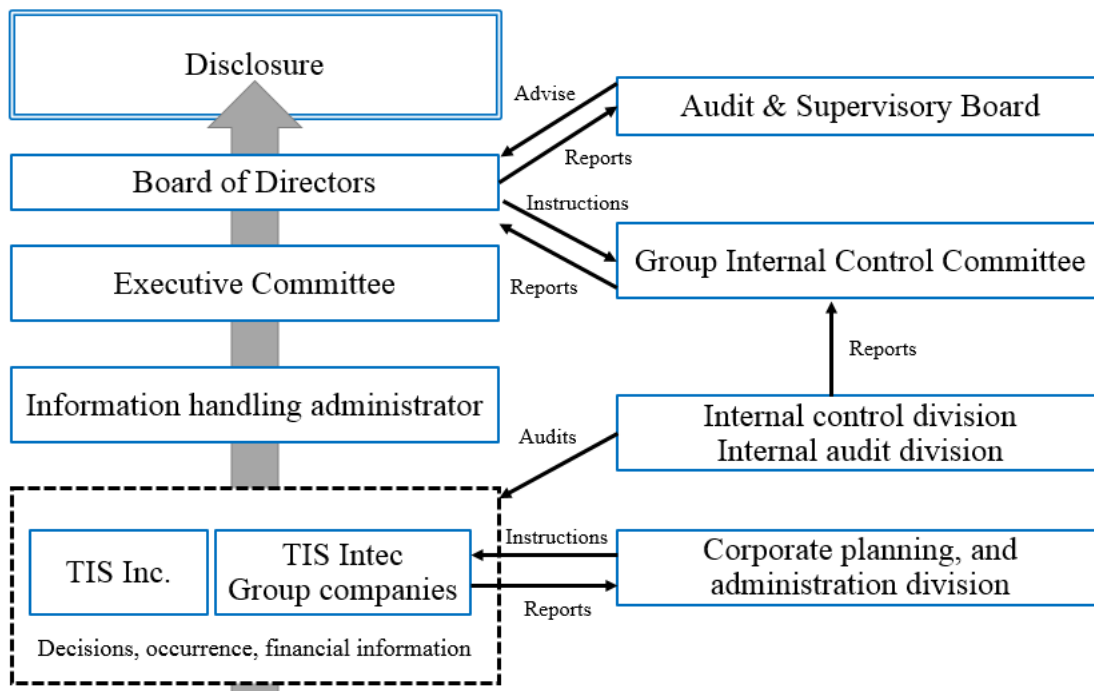 Disclosure
Advise
Audit & Supervisory Board
Reports
Board of Directors
Instructions
Group Internal Control Committee
Executive Committee
Reports
Reports
Information handling administrator
Internal control division
Internal audit division
Audits
TIS Inc.
TIS Intec
Group companies
Instructions
Reports
Corporate planning, and
administration division
Decisions, occurrence, financial information